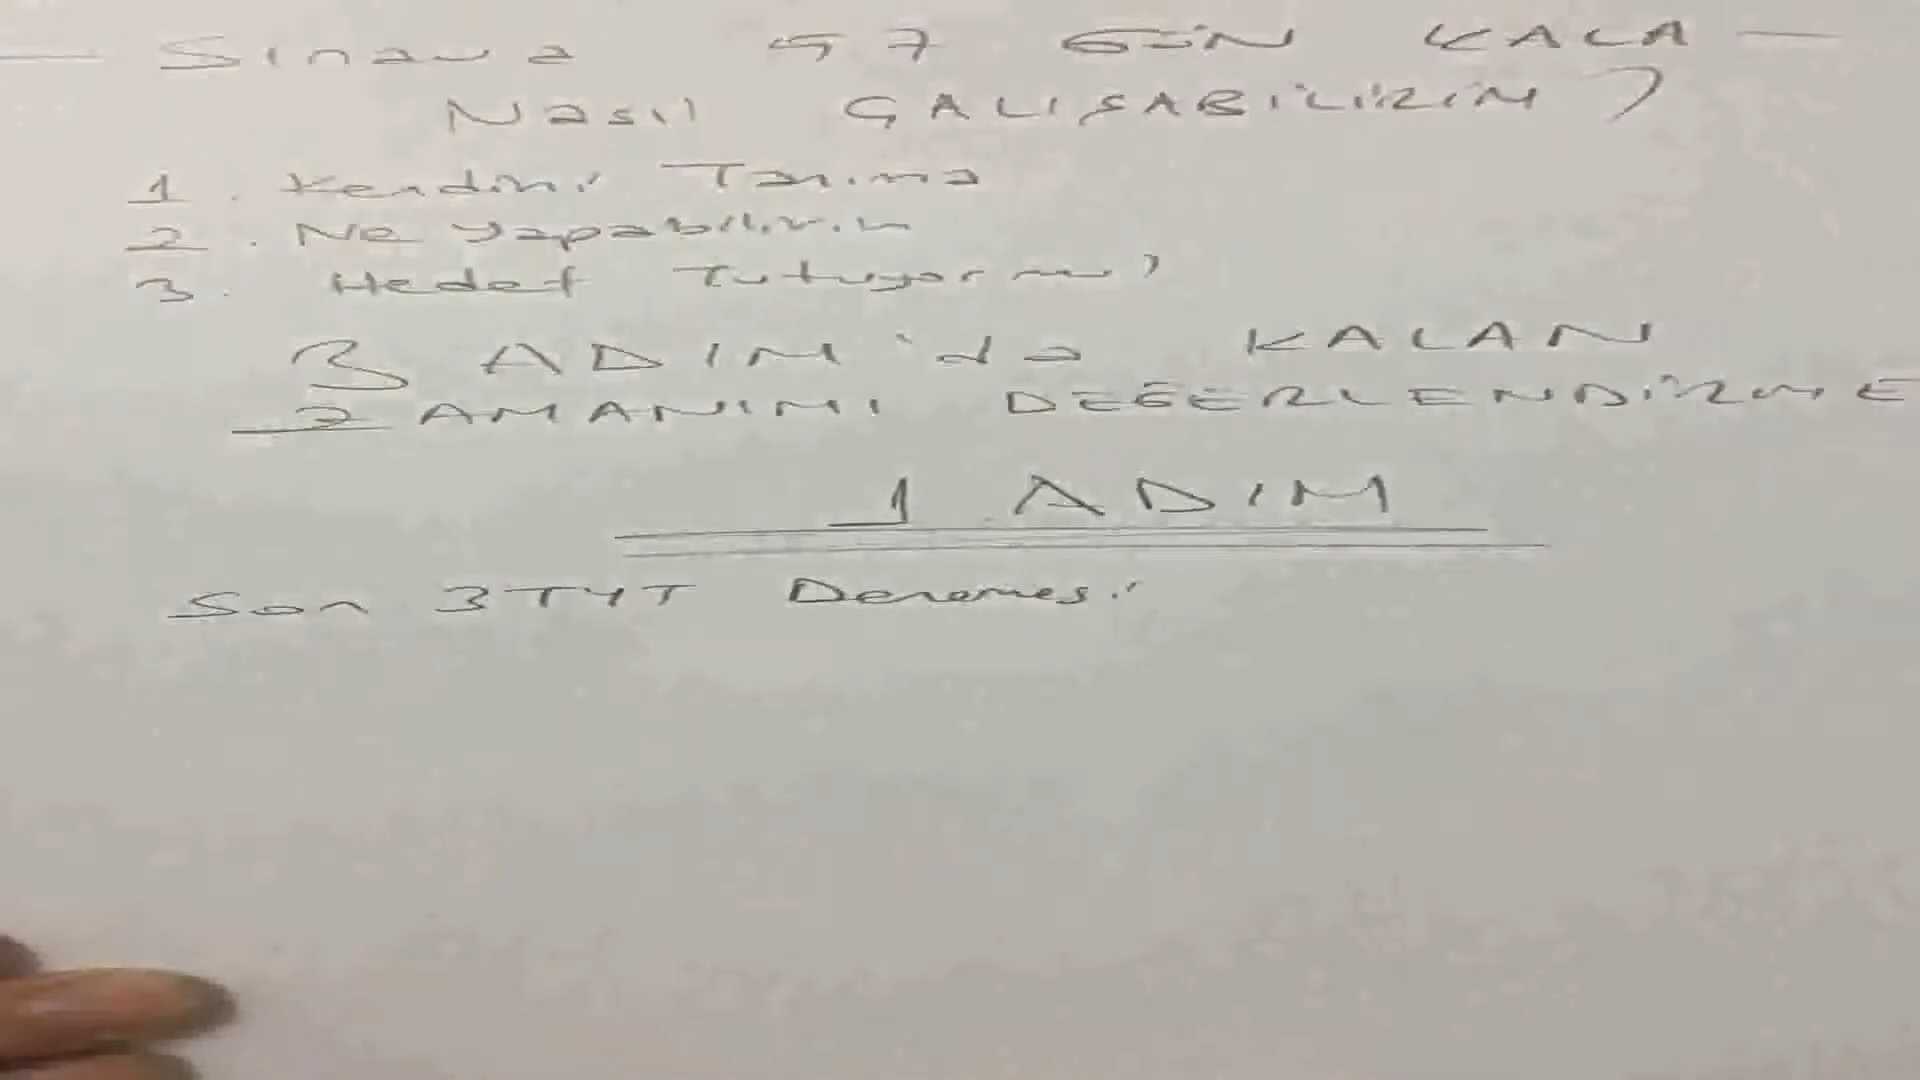 Sınava 57 GÜN KALA
Nasıl ÇALIŞABİLİRİM?
1. Kendini Tanıma
2. Ne yapabilirim
3. Hedef Tutuyor mu?
3 ADIM'da KALAN
ZAMANIMI DEĞERLENDİRME
1. ADIM
Son 3 TYT Denemesi